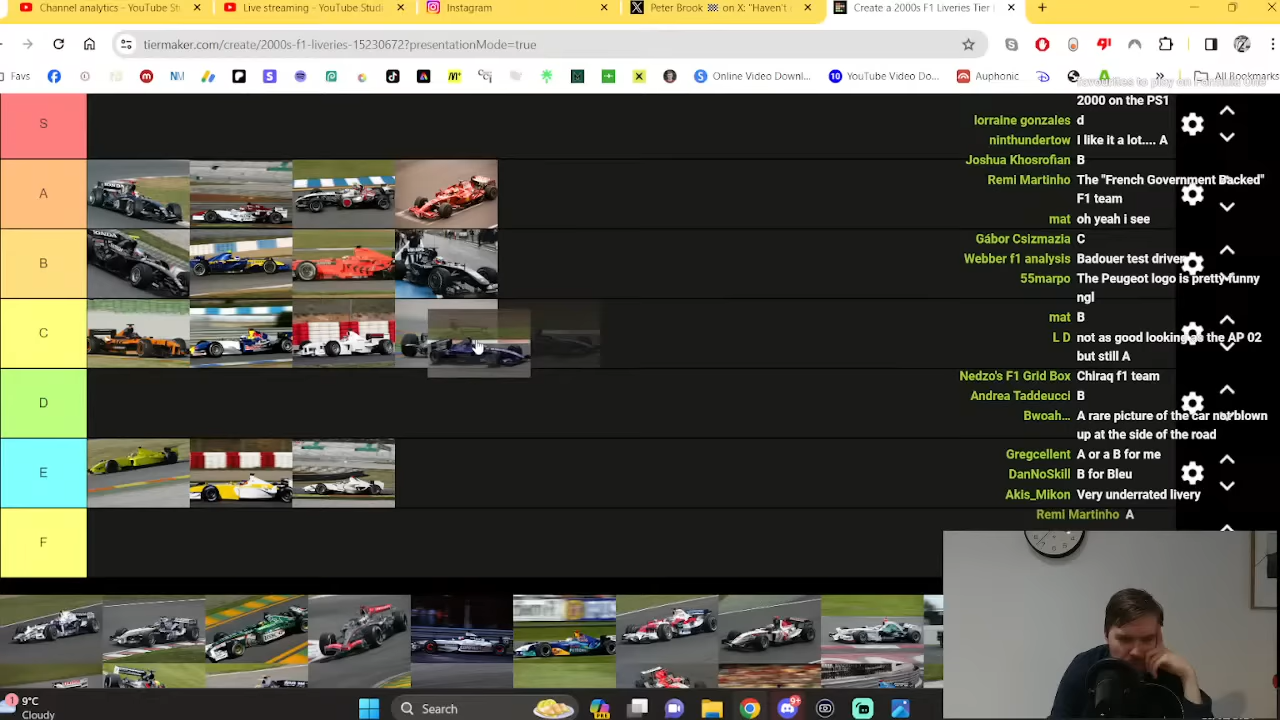 Channel analytics - YouTube St
Live streaming - YouTube Studi
Instagram
Peter Brook on X: "Haven't
Create a 2000s F1 Liveries Tier
tiermaker.com/create/2000s-f1-liveries-15230672?presentationMode=true
Favs
Online Video Downl...
YouTube Video Do...
Auphonic
All Bookmarks
favourites to play on Formula One
2000 on the PS1
lorraine gonzales d
ninthundertow I like it a lot.... A
Joshua Khosrofian B
Remi Martinho The "French Government Backed"
F1 team
mat oh yeah i see
Gábor Csizmazia C
Webber f1 analysis Badouer test driver
55marpo The Peugeot logo is pretty funny
ngl
mat B
L D not as good looking as the AP 02
but still A
Nedzo's F1 Grid Box Chiraq f1 team
Andrea Taddeucci B
Bwoah... A rare picture of the car not blown
up at the side of the road
Gregcellent A or a B for me
DanNoSkill B for Bleu
Akis_Mikon Very underrated livery
Remi Martinho A
S
A
B
C
D
E
F
9°C
Cloudy
Search